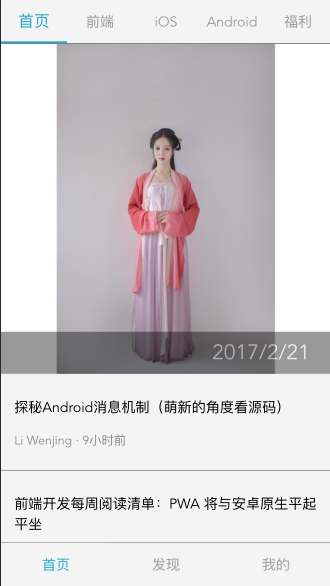 首页 前端 iOS Android 福利
2017/2/21
探秘Android消息机制（萌新的角度看源码）
Li Wenjing · 9小时前
前端开发每周阅读清单：PWA 将与安卓原生平起
平坐
首页 发现 我的